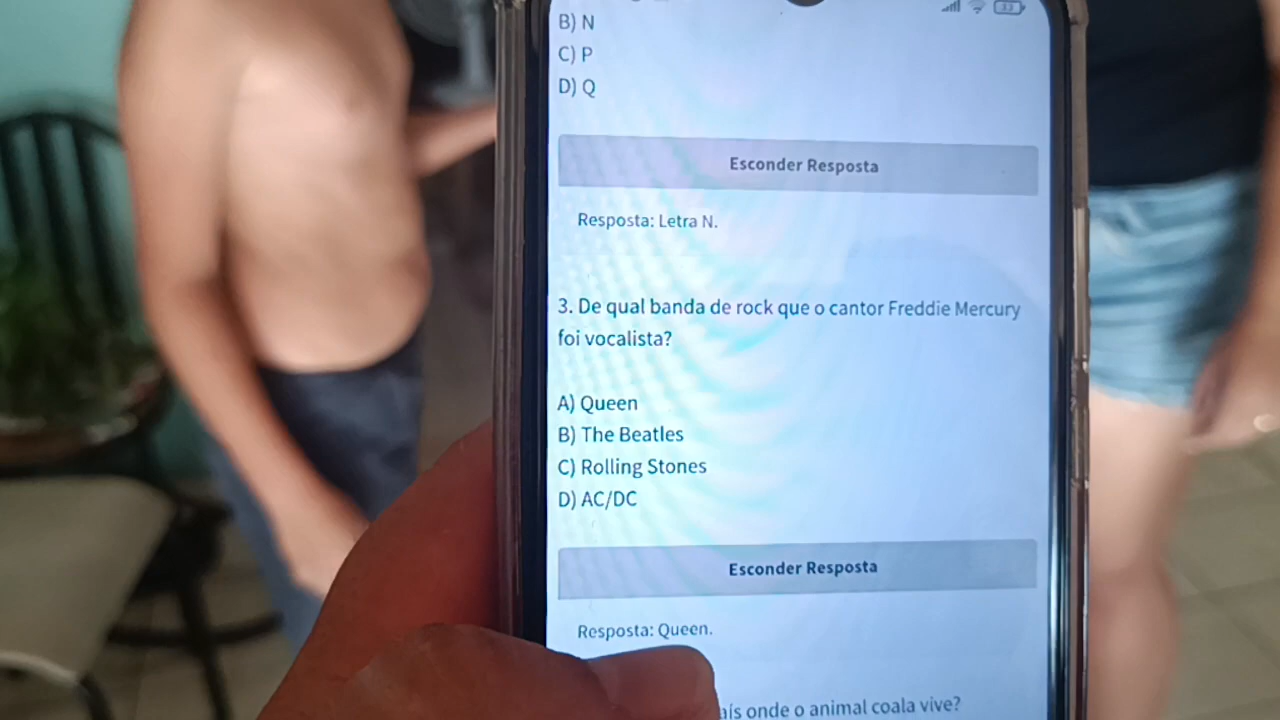 B) N
C) P
D) Q
Esconder Resposta
Resposta: Letra N.
3. De qual banda de rock que o cantor Freddie Mercury
foi vocalista?
A) Queen
B) The Beatles
C) Rolling Stones
D) AC/DC
Esconder Resposta
Resposta: Queen.
onde o animal coala vive?